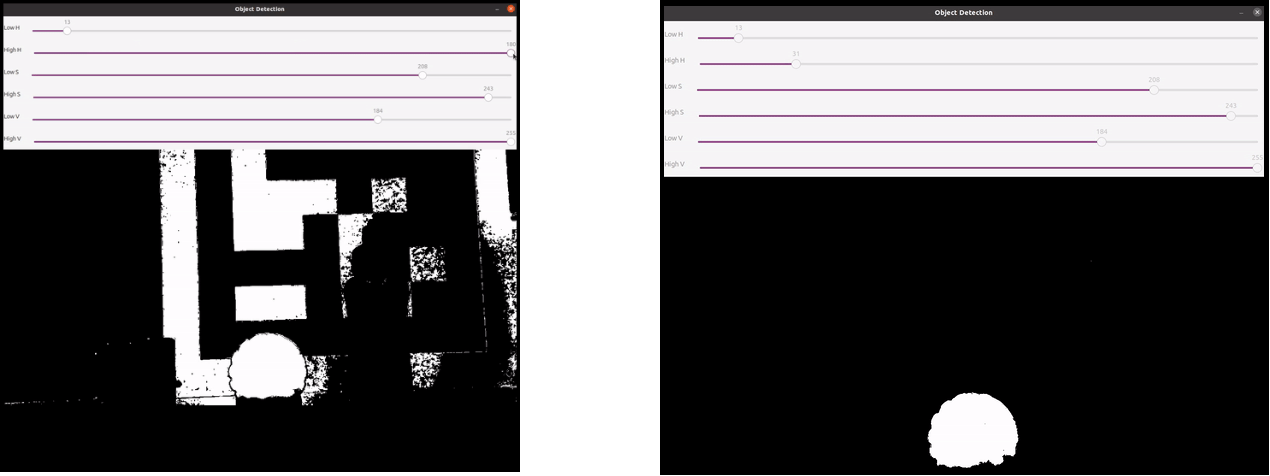 Object Detection
Low H
13
High H
180
Low S
208
High S
243
Low V
184
High V
255
Object Detection
Low H
13
High H
31
Low S
208
High S
243
Low V
184
High V
255